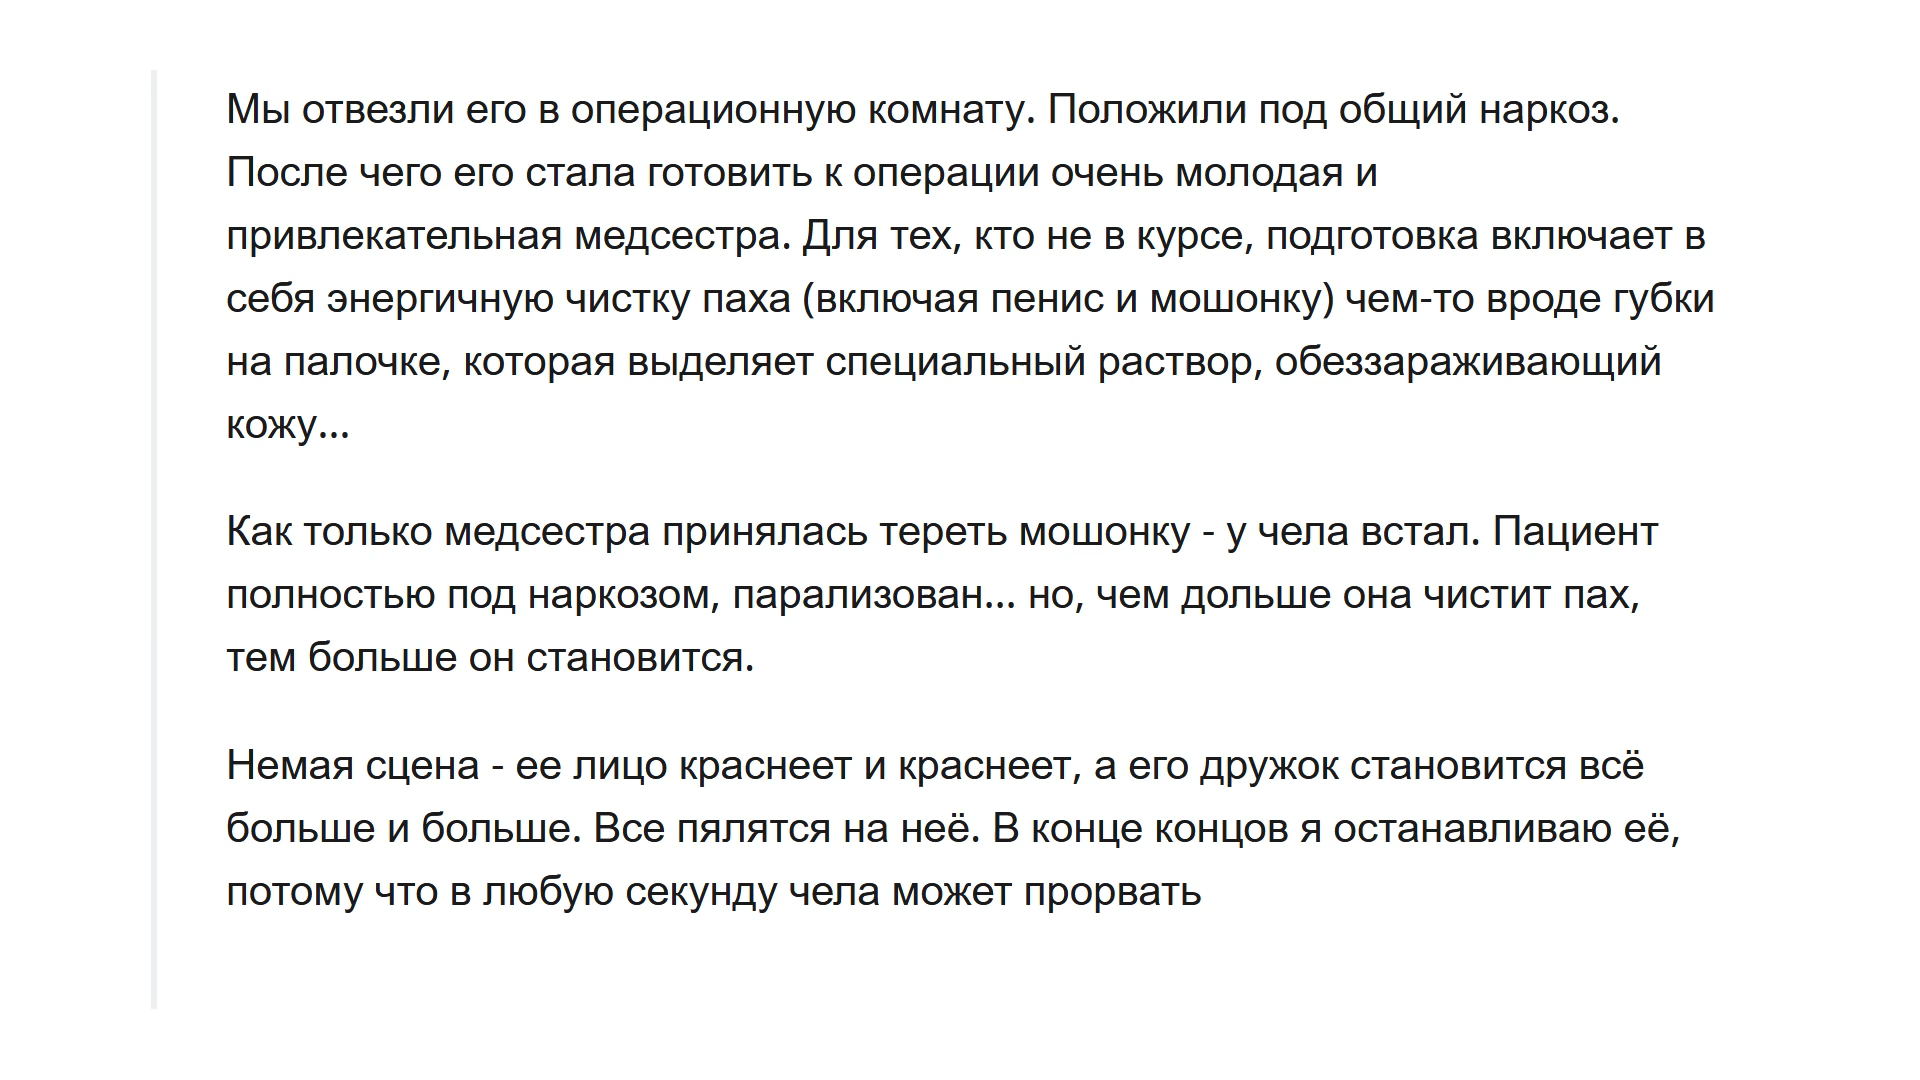 Мы отвезли его в операционную комнату. Положили под общий наркоз.
После чего его стала готовить к операции очень молодая и
привлекательная медсестра. Для тех, кто не в курсе, подготовка включает в
себя энергичную чистку паха (включая пенис и мошонку) чем-то вроде губки
на палочке, которая выделяет специальный раствор, обеззараживающий
кожу...
Как только медсестра принялась тереть мошонку - у чела встал. Пациент
полностью под наркозом, парализован... но, чем дольше она чистит пах,
тем больше он становится.
Немая сцена - ее лицо краснеет и краснеет, а его дружок становится всё
больше и больше. Все пялятся на неё. В конце концов я останавливаю её,
потому что в любую секунду чела может прорвать